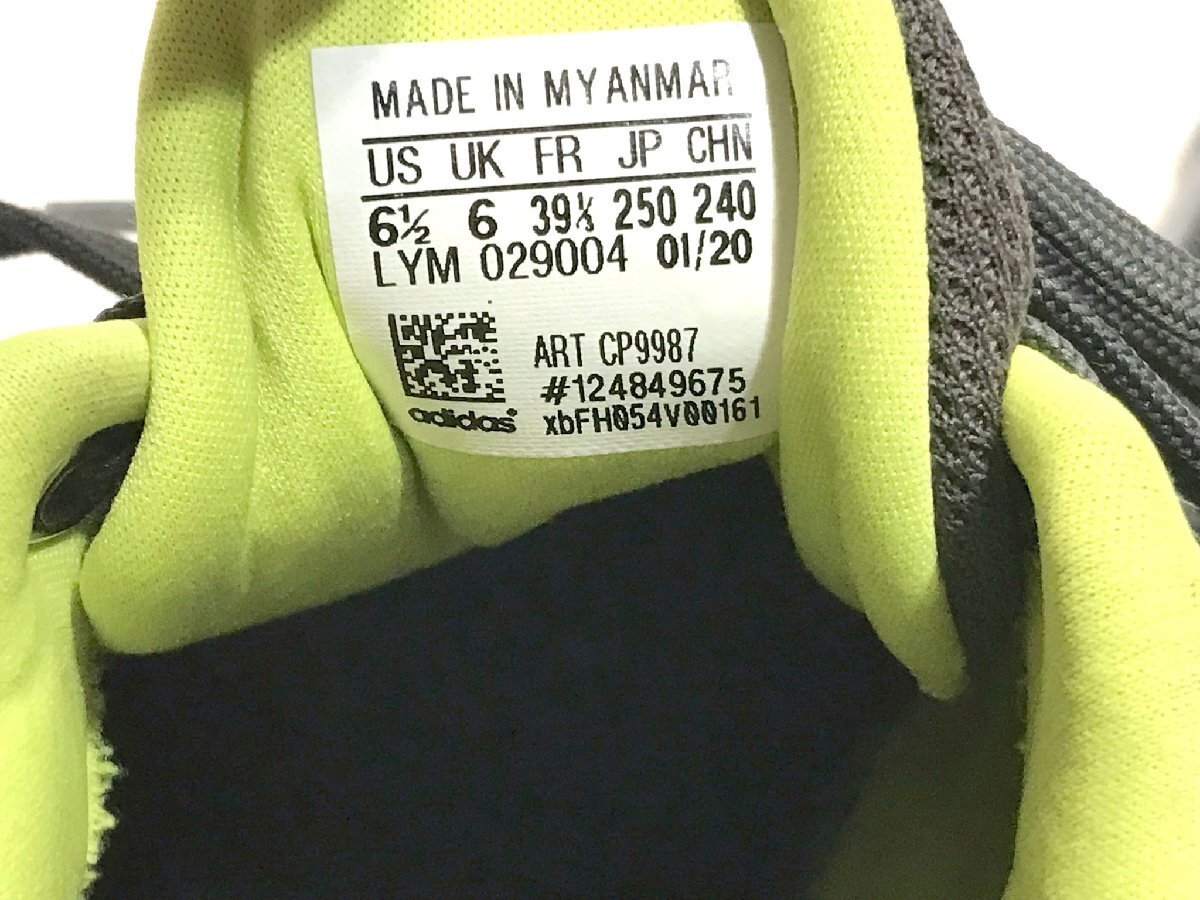 MADE IN MYANMAR
US UK FR JP CHN
6½ 6 39⅓ 250 240
LYM 029004 01/20
ART CP9987
#124849675
adidas xbFH054V00161